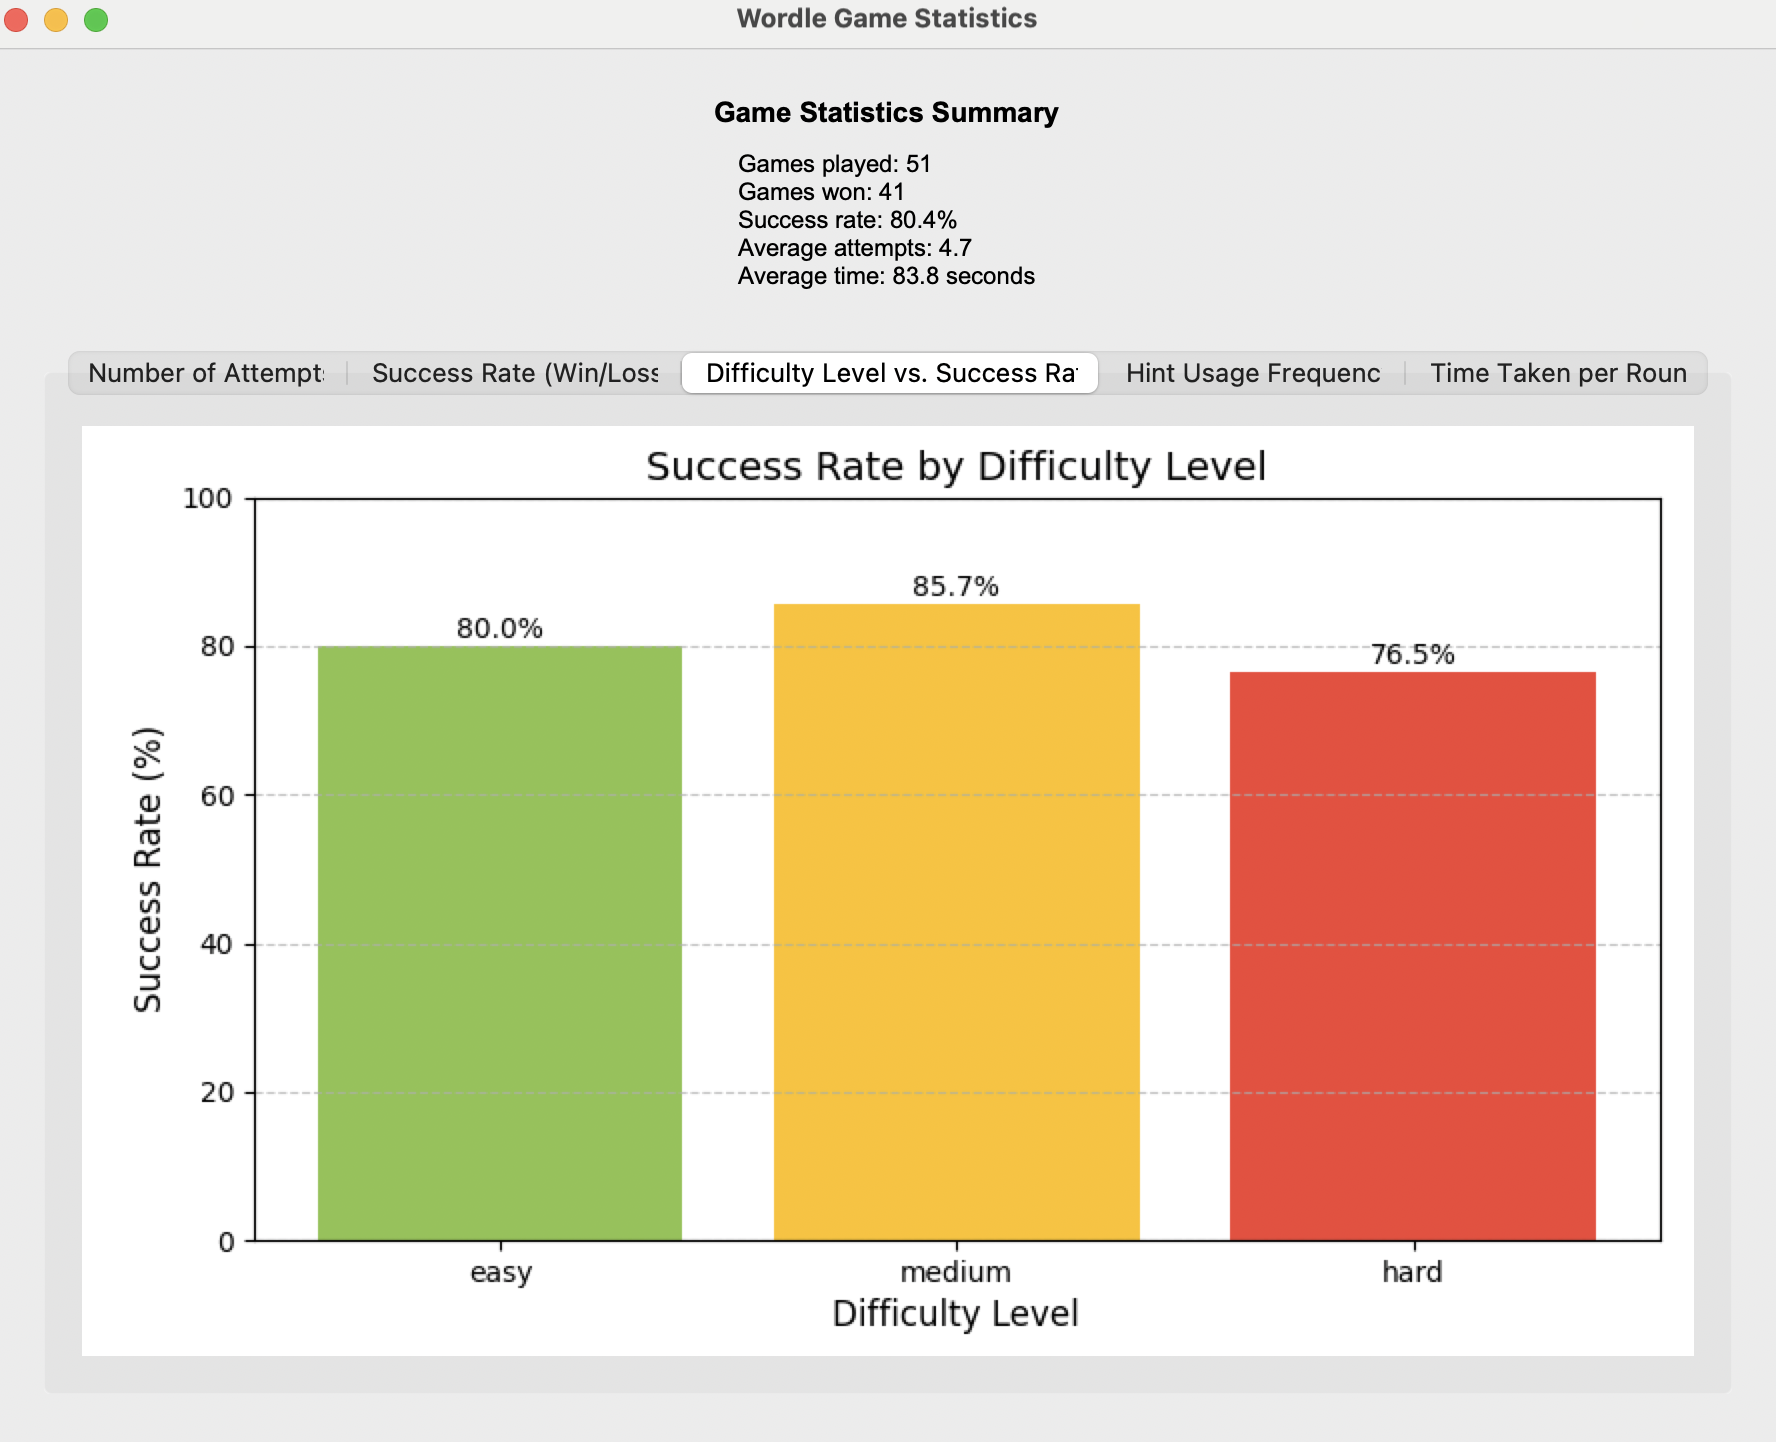 Wordle Game Statistics
Game Statistics Summary
Games played: 51
Games won: 41
Success rate: 80.4%
Average attempts: 4.7
Average time: 83.8 seconds
Number of Attempts Success Rate (Win/Loss Difficulty Level vs. Success Ra Hint Usage Frequenc Time Taken per Roun
Success Rate by Difficulty Level
100
80
60
40
20
0
Success Rate (%)
80.0%
85.7%
76.5%
easy medium hard
Difficulty Level